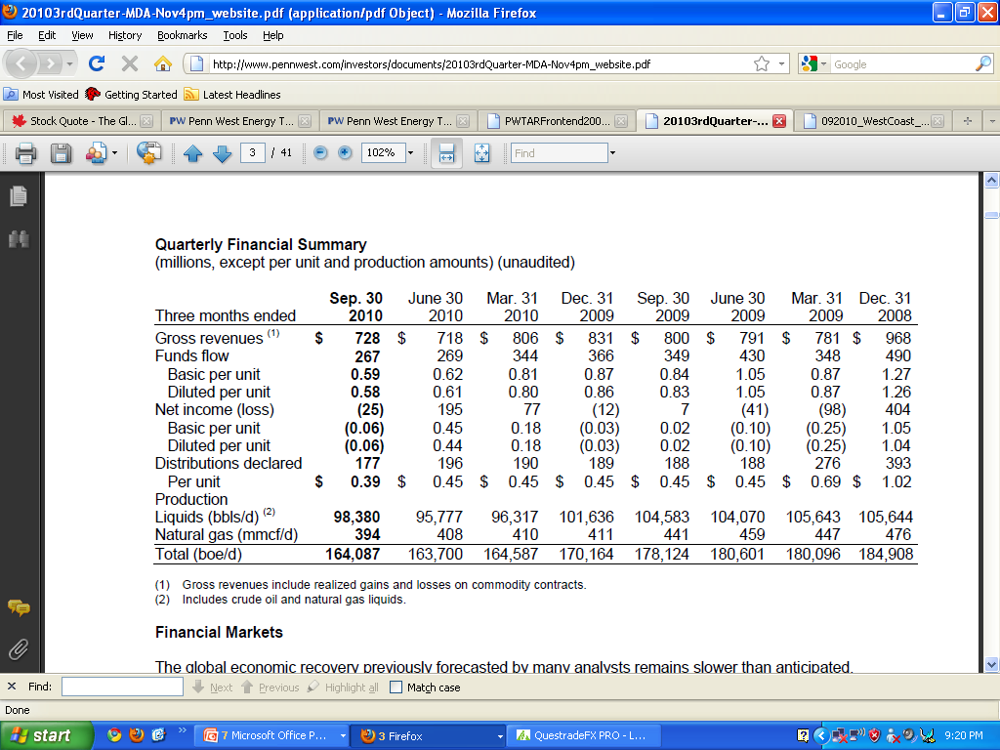 20103rdQuarter-MDA-Nov4pm_website.pdf (application/pdf Object) - Mozilla Firefox
File Edit View History Bookmarks Tools Help
http://www.pennwest.com/investors/documents/20103rdQuarter-MDA-Nov4pm_website.pdf Google
Most Visited Getting Started Latest Headlines
Stock Quote - The Gl... PW Penn West Energy T... PW Penn West Energy T... PWTARFrontend200... 20103rdQuarter-... 092010_WestCoast_...
3 / 41 102% Find
Quarterly Financial Summary
(millions, except per unit and production amounts) (unaudited)
Sep. 30 June 30 Mar. 31 Dec. 31 Sep. 30 June 30 Mar. 31 Dec. 31
Three months ended 2010 2010 2010 2009 2009 2009 2009 2008
Gross revenues (1) $ 728 $ 718 $ 806 $ 831 $ 800 $ 791 $ 781 $ 968
Funds flow 267 269 344 366 349 430 348 490
Basic per unit 0.59 0.62 0.81 0.87 0.84 1.05 0.87 1.27
Diluted per unit 0.58 0.61 0.80 0.86 0.83 1.05 0.87 1.26
Net income (loss) (25) 195 77 (12) 7 (41) (98) 404
Basic per unit (0.06) 0.45 0.18 (0.03) 0.02 (0.10) (0.25) 1.05
Diluted per unit (0.06) 0.44 0.18 (0.03) 0.02 (0.10) (0.25) 1.04
Distributions declared 177 196 190 189 188 188 276 393
Per unit $ 0.39 $ 0.45 $ 0.45 $ 0.45 $ 0.45 $ 0.45 $ 0.69 $ 1.02
Production
Liquids (bbls/d) (2) 98,380 95,777 96,317 101,636 104,583 104,070 105,643 105,644
Natural gas (mmcf/d) 394 408 410 411 441 459 447 476
Total (boe/d) 164,087 163,700 164,587 170,164 178,124 180,601 180,096 184,908
(1) Gross revenues include realized gains and losses on commodity contracts.
(2) Includes crude oil and natural gas liquids.
Financial Markets
The global economic recovery previously forecasted by many analysts remains slower than anticipated.
Find: Next Previous Highlight all Match case
Done
start 7 Microsoft Office P... 3 Firefox QuestradeFX PRO - L... 9:20 PM